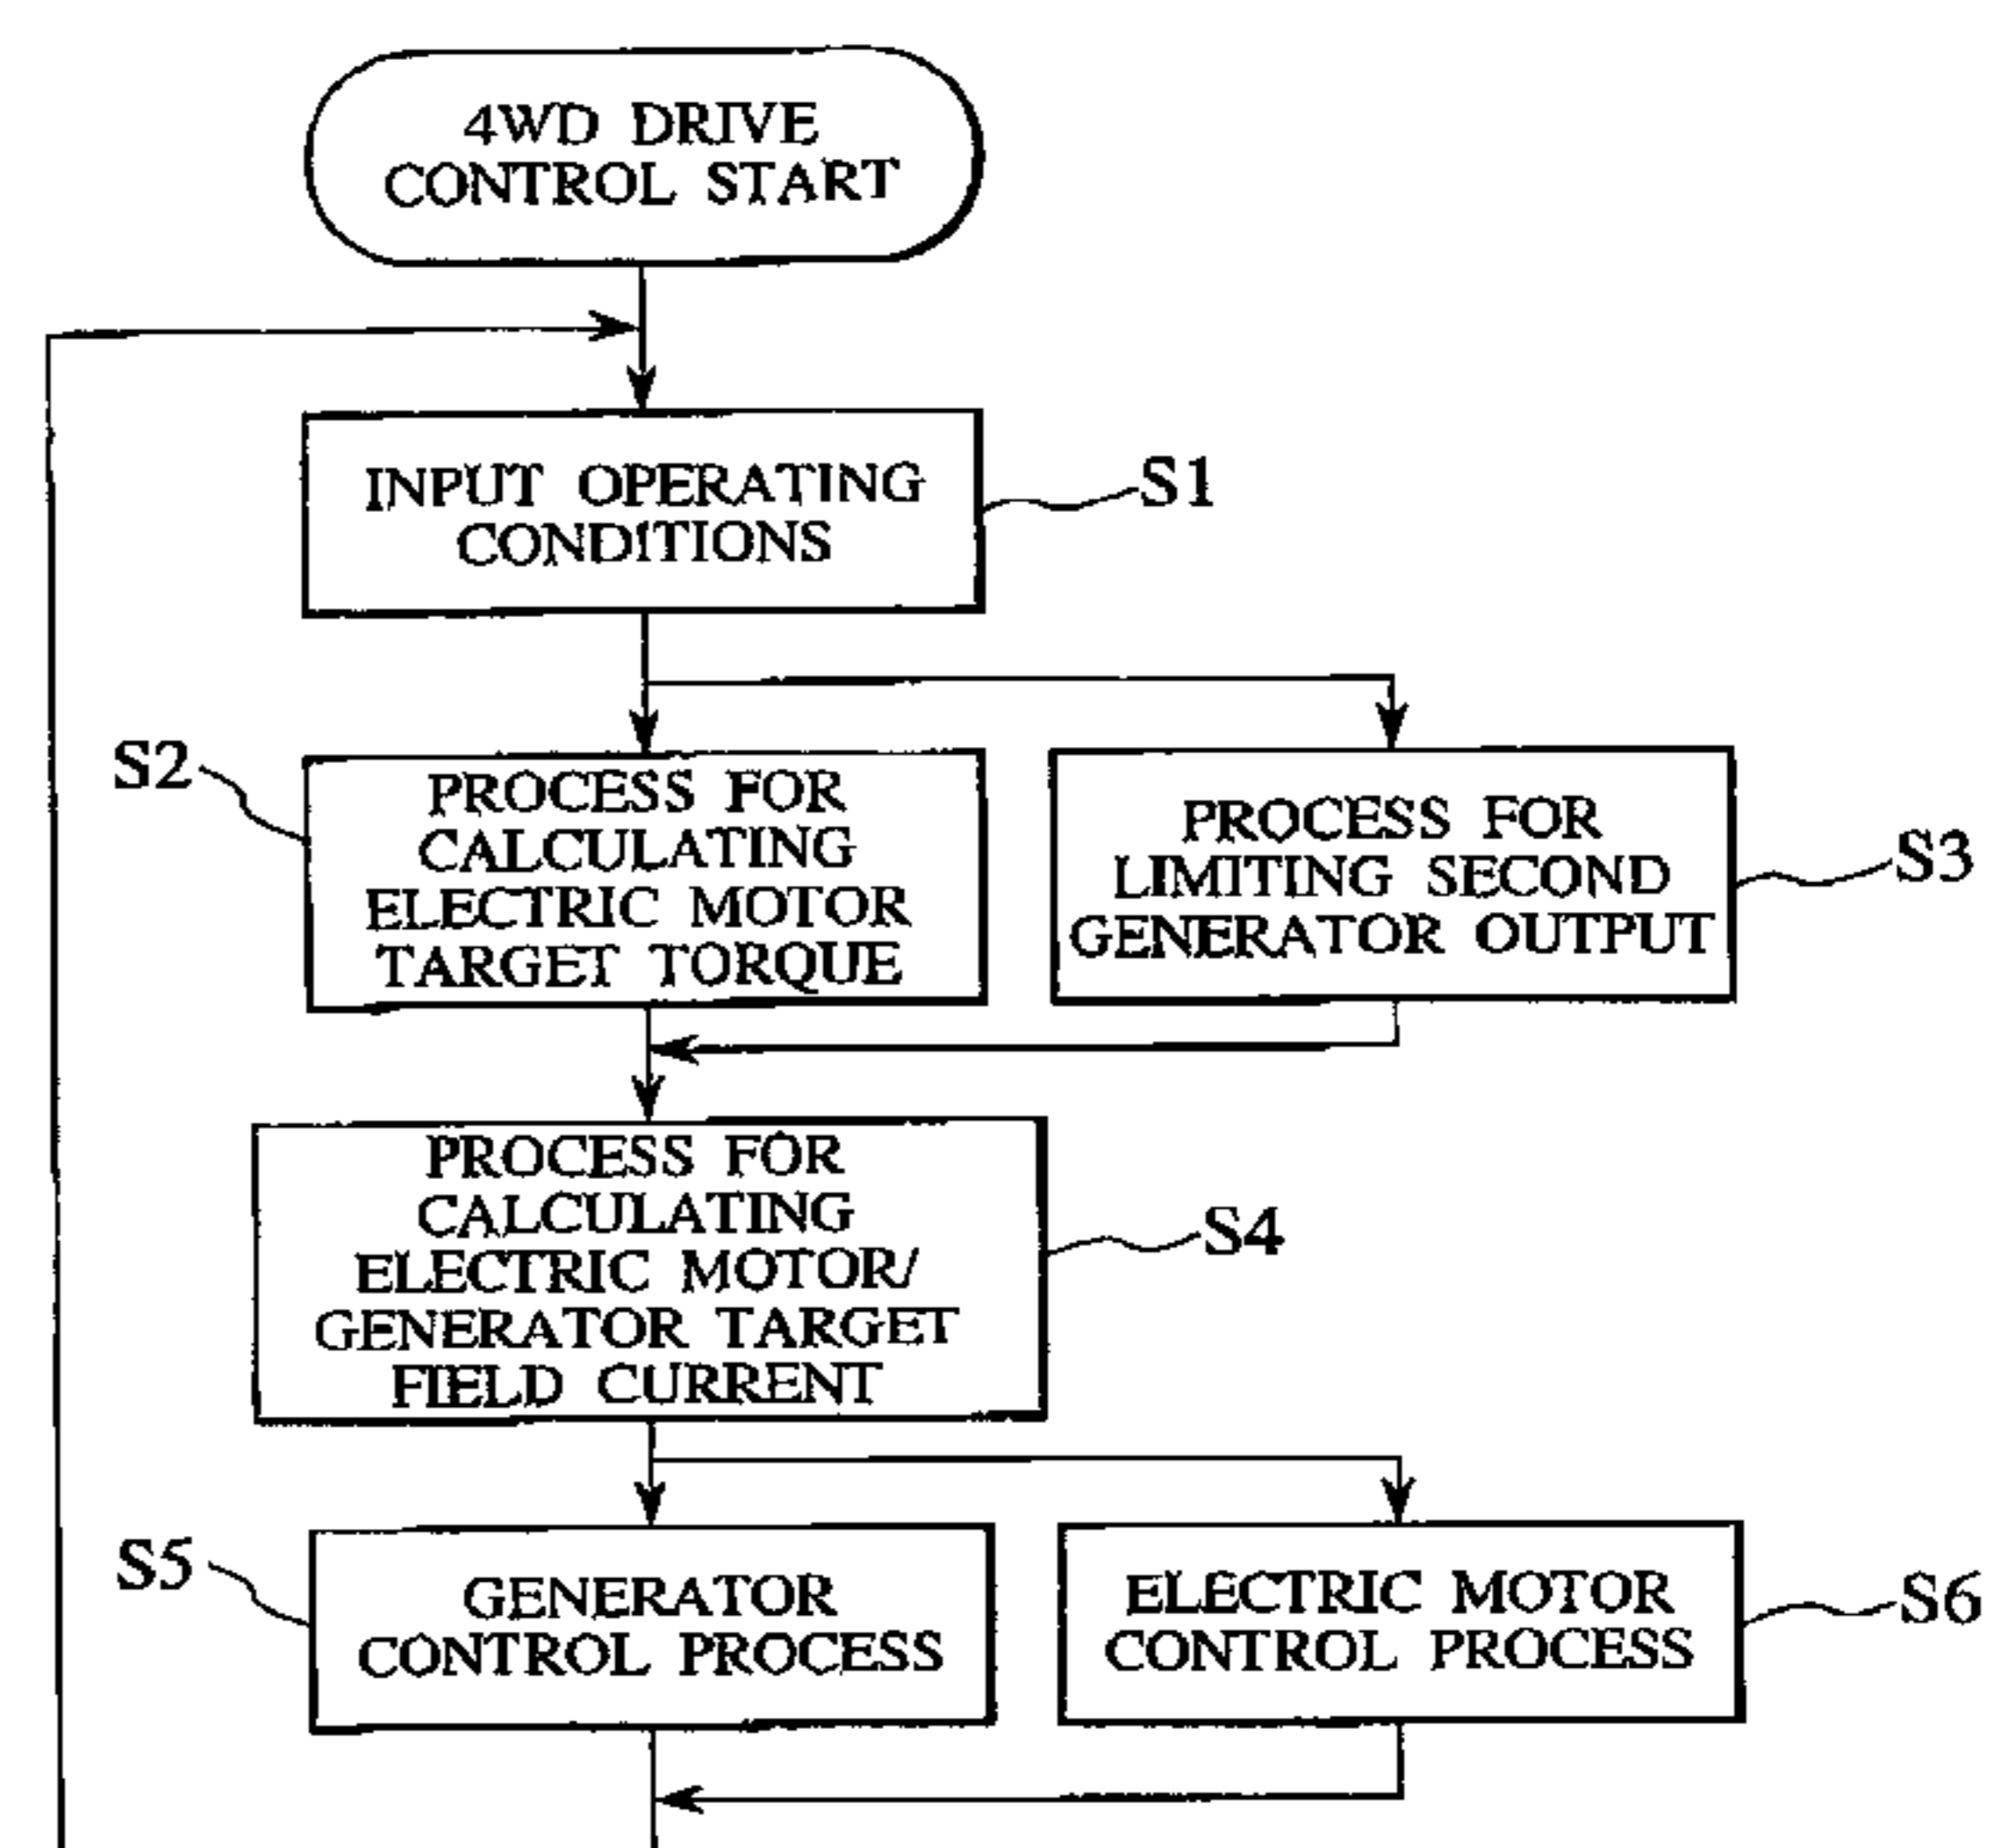 4WD DRIVE
CONTROL START
INPUT OPERATING
CONDITIONS
S1
S2
PROCESS FOR
CALCULATING
ELECTRIC MOTOR
TARGET TORQUE
PROCESS FOR
LIMITING SECOND
GENERATOR OUTPUT
S3
PROCESS FOR
CALCULATING
ELECTRIC MOTOR/
GENERATOR TARGET
FIELD CURRENT
S4
S5
GENERATOR
CONTROL PROCESS
ELECTRIC MOTOR
CONTROL PROCESS
S6